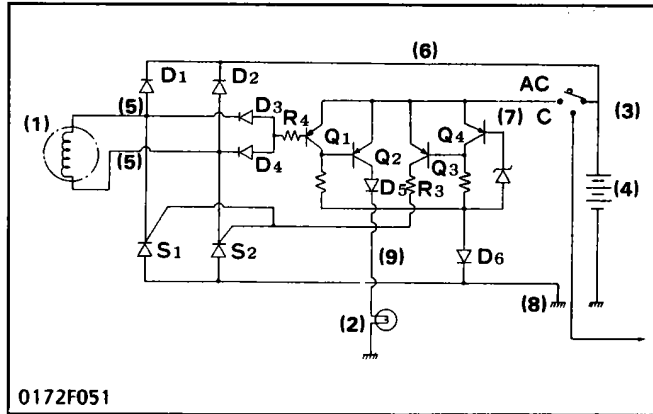 (6)
D1
D2
AC
(5)
D3
(7)
C
(3)
(1)
R4
Q1
Q4
(5)
D4
Q2
Q3
D5
R3
(4)
S1
S2
(9)
D6
(2)
(8)
0172F051